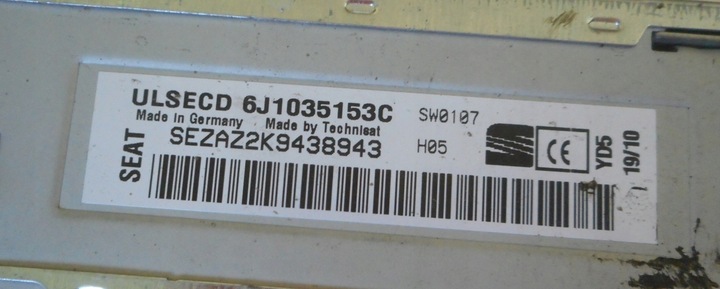 ULSECD 6J1035153C SW0107
Made in Germany Made by Technisat
SEZAZ2K9438943 H05
SEAT
CE
YD5
19/10